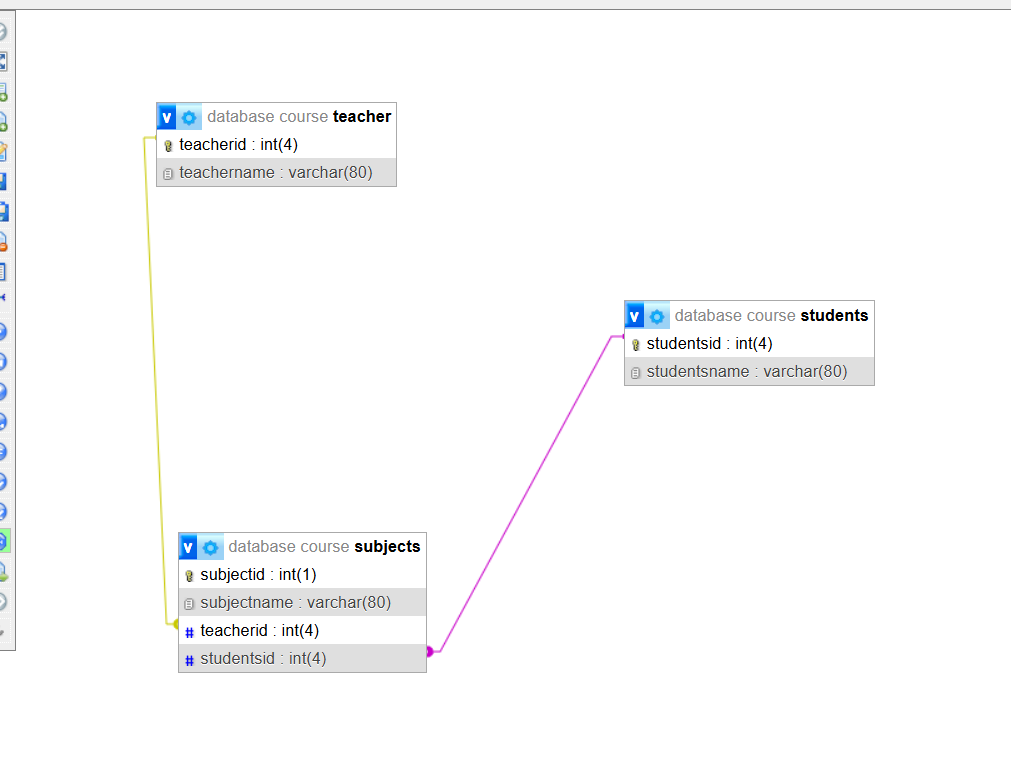 v database course teacher
teacherid : int(4)
teachername : varchar(80)
v database course students
studentsid : int(4)
studentsname : varchar(80)
v database course subjects
subjectid : int(1)
subjectname : varchar(80)
# teacherid : int(4)
# studentsid : int(4)